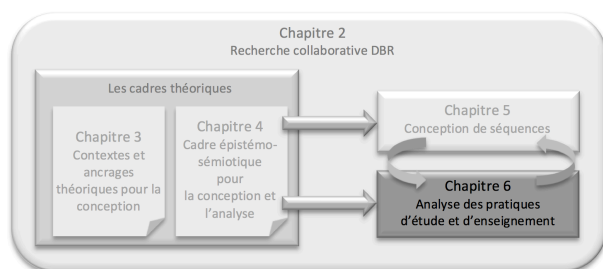 Chapitre 2
Recherche collaborative DBR
Les cadres théoriques
Chapitre 3
Contextes et
ancrages
théoriques pour la
conception
Chapitre 4
Cadre épistémo-
sémiotique
pour
la conception et
l’analyse
Chapitre 5
Conception de séquences
Chapitre 6
Analyse des pratiques
d’étude et d’enseignement